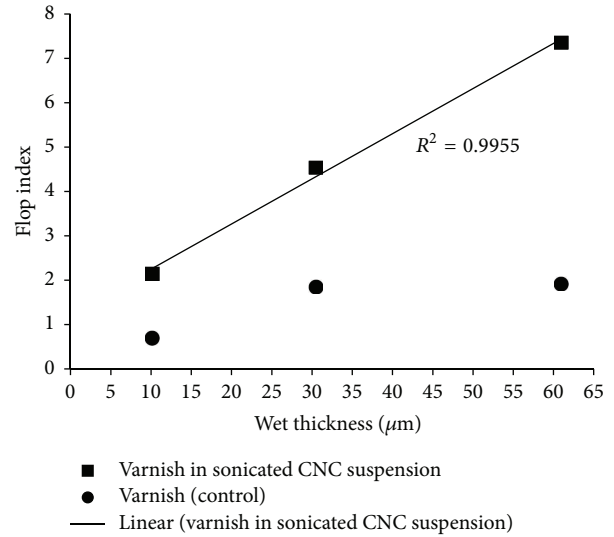 8
7
6
5
4
3
2
1
0
Flop index
R² = 0.9955
0 5 10 15 20 25 30 35 40 45 50 55 60 65
Wet thickness (μm)
Varnish in sonicated CNC suspension
Varnish (control)
Linear (varnish in sonicated CNC suspension)